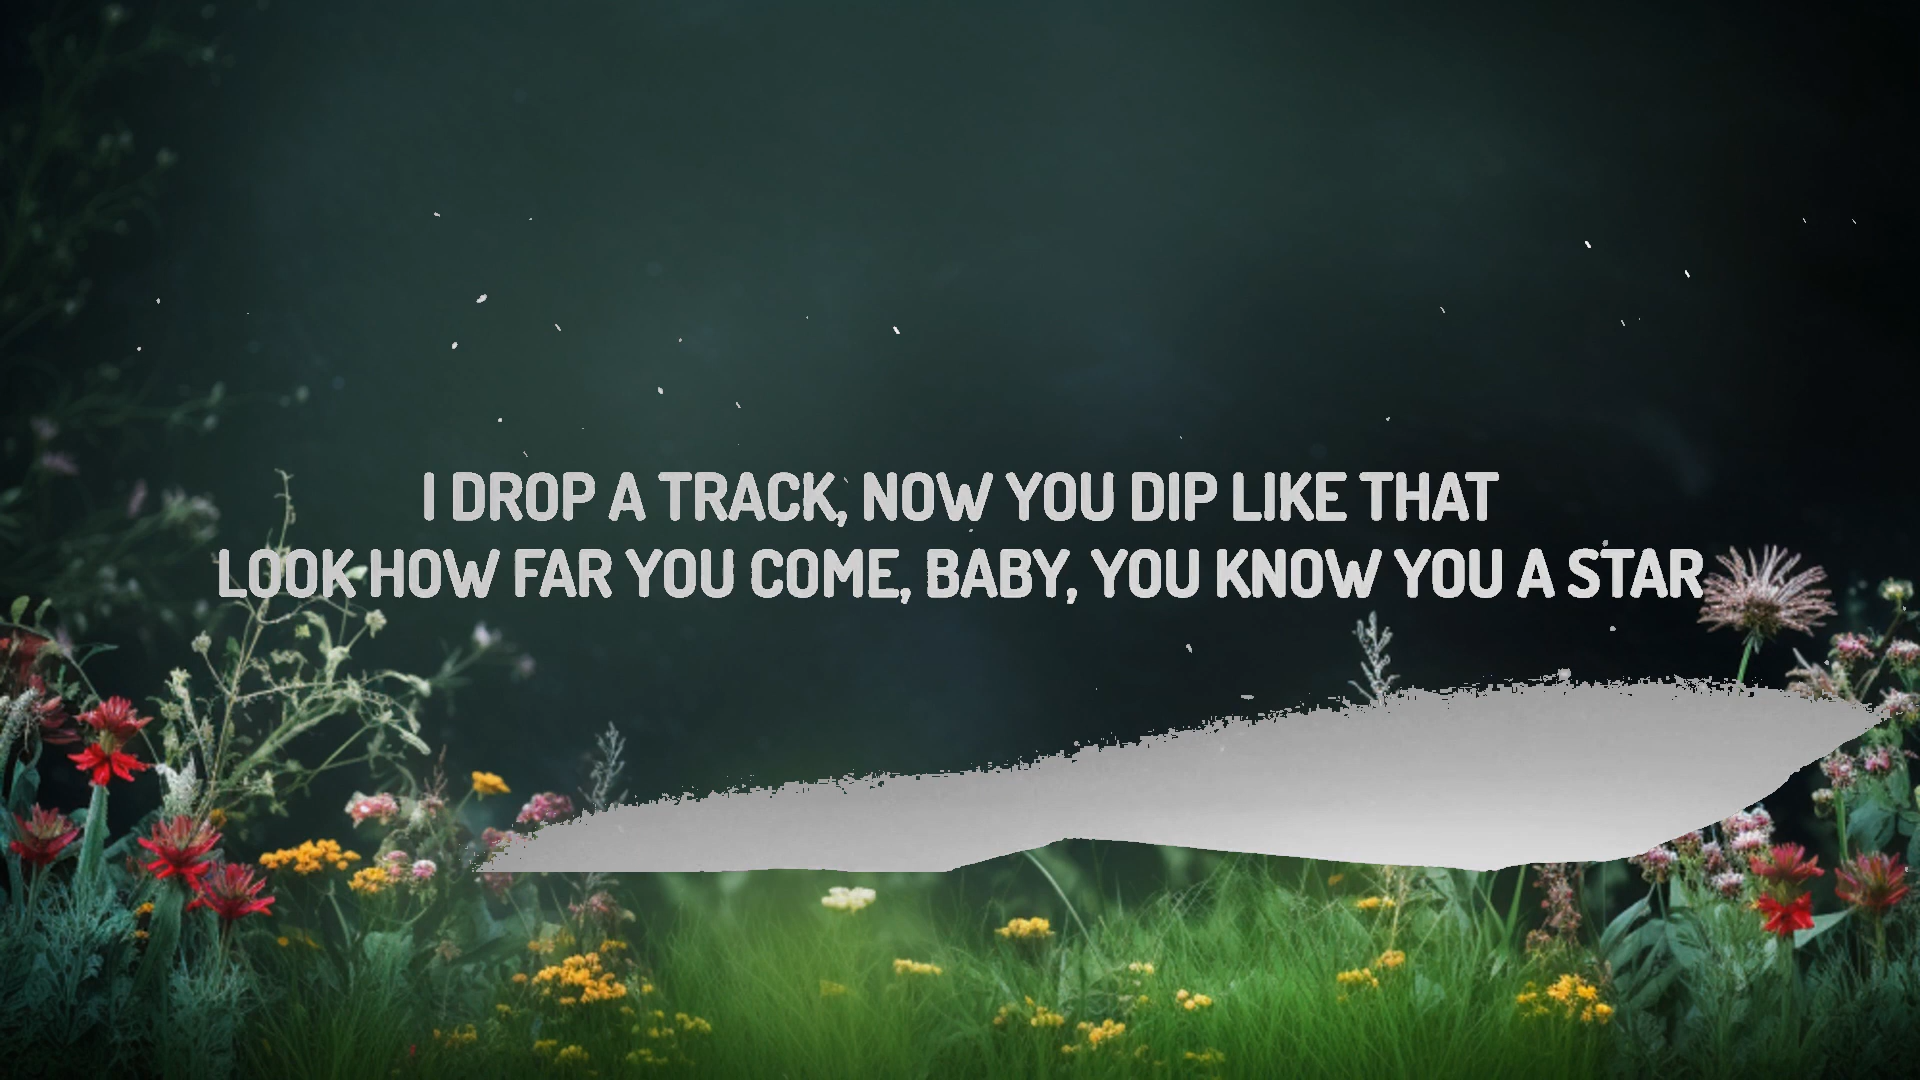 I DROP A TRACK, NOW YOU DIP LIKE THAT
LOOK HOW FAR YOU COME, BABY, YOU KNOW YOU A STAR